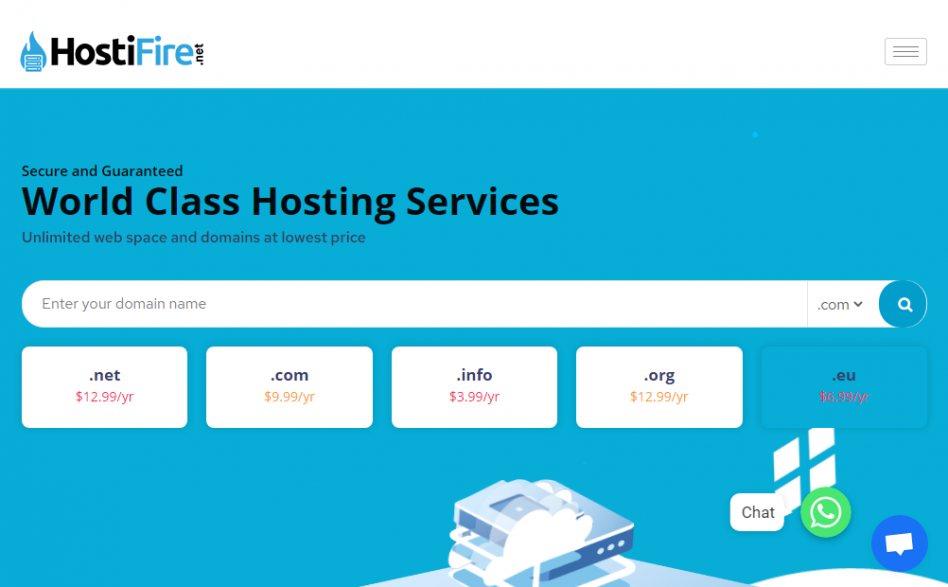 HostiFire.net
Secure and Guaranteed
World Class Hosting Services
Unlimited web space and domains at lowest price
Enter your domain name
.com
.net
$12.99/yr
.com
$9.99/yr
.info
$3.99/yr
.org
$12.99/yr
.eu
$6.99/yr
Chat